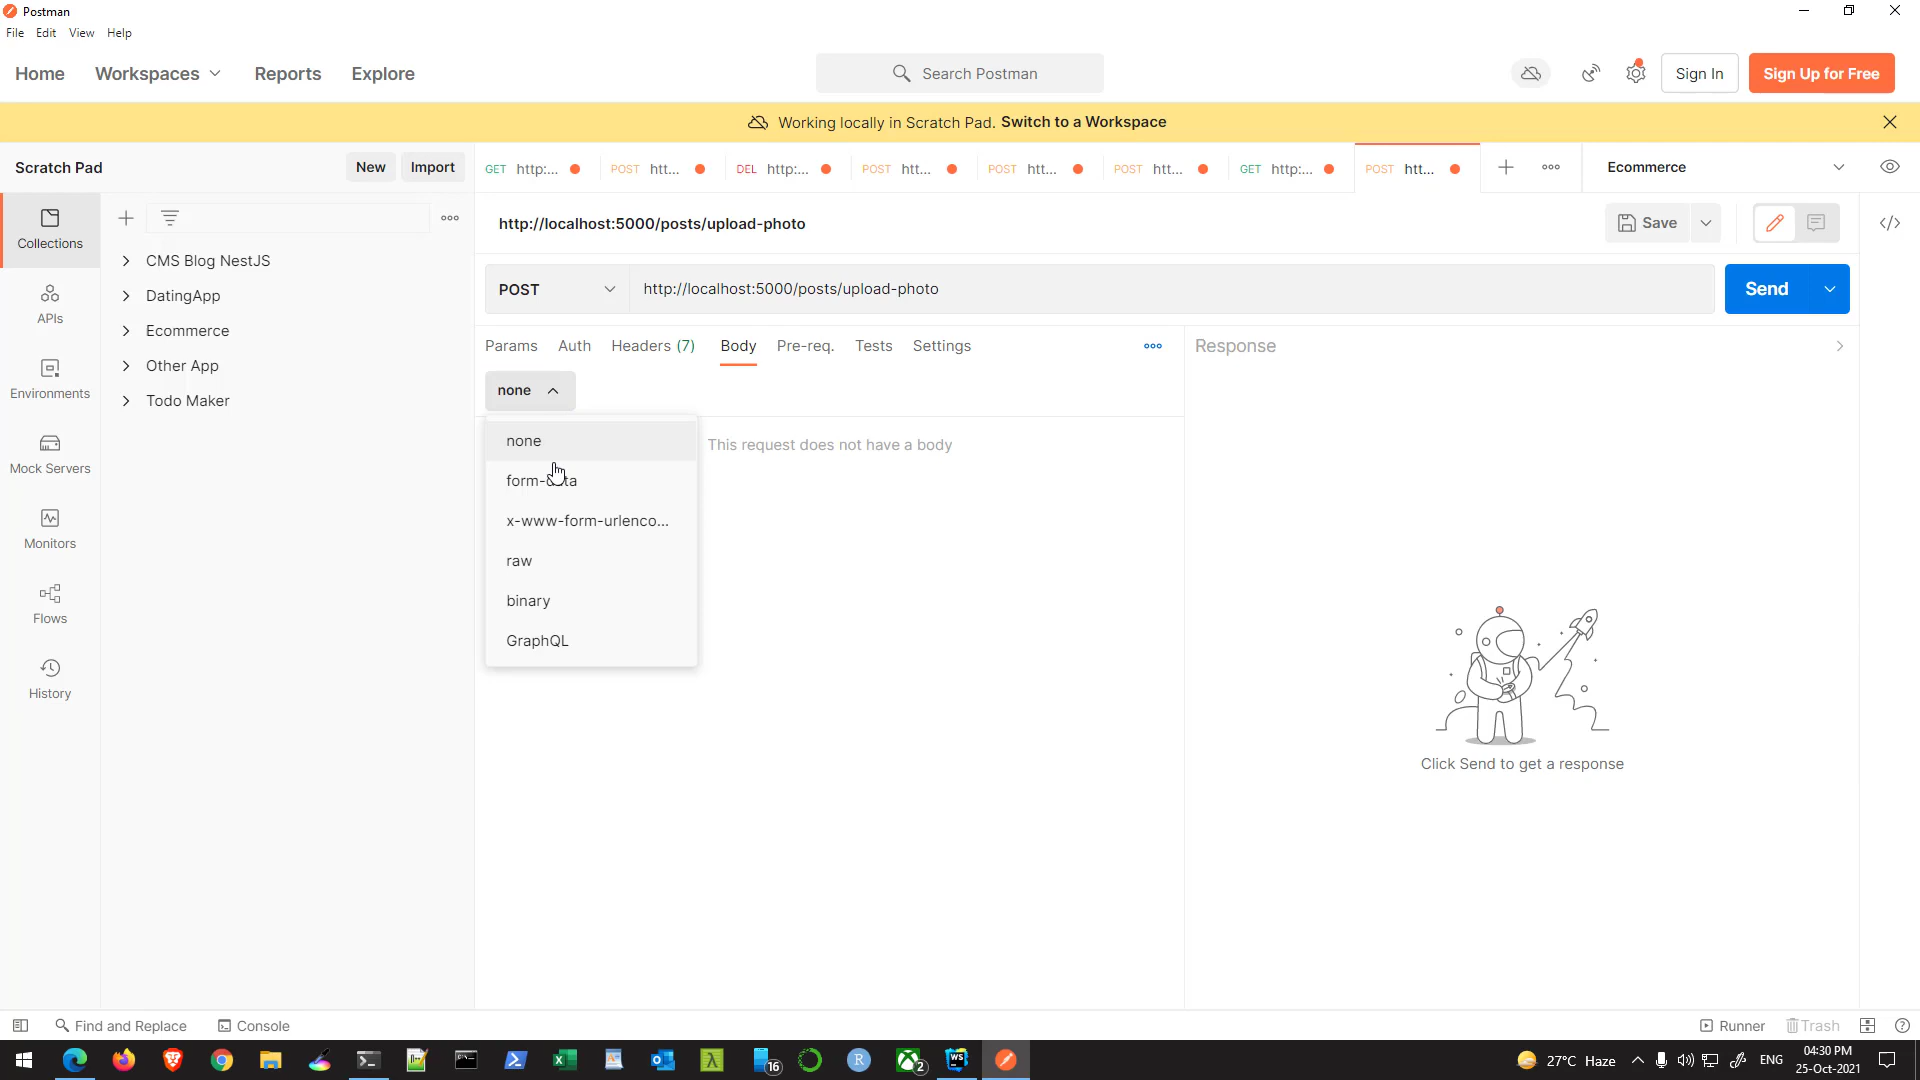 Postman
File Edit View Help
Home Workspaces Reports Explore
Search Postman
Sign In
Sign Up for Free
Working locally in Scratch Pad. Switch to a Workspace
Scratch Pad
New
Import
GET http:...
POST htt...
DEL http:...
POST htt...
POST htt...
POST htt...
GET http:...
POST htt...
Ecommerce
Collections
APIs
Environments
Mock Servers
Monitors
Flows
History
CMS Blog NestJS
DatingApp
Ecommerce
Other App
Todo Maker
http://localhost:5000/posts/upload-photo
Save
POST
http://localhost:5000/posts/upload-photo
Send
Params Auth Headers (7) Body Pre-req. Tests Settings
Response
none
none
form-data
x-www-form-urlenco...
raw
binary
GraphQL
This request does not have a body
Click Send to get a response
Find and Replace
Console
Runner
Trash
16
R
2
WS
27°C Haze
ENG
04:30 PM
25-Oct-2021